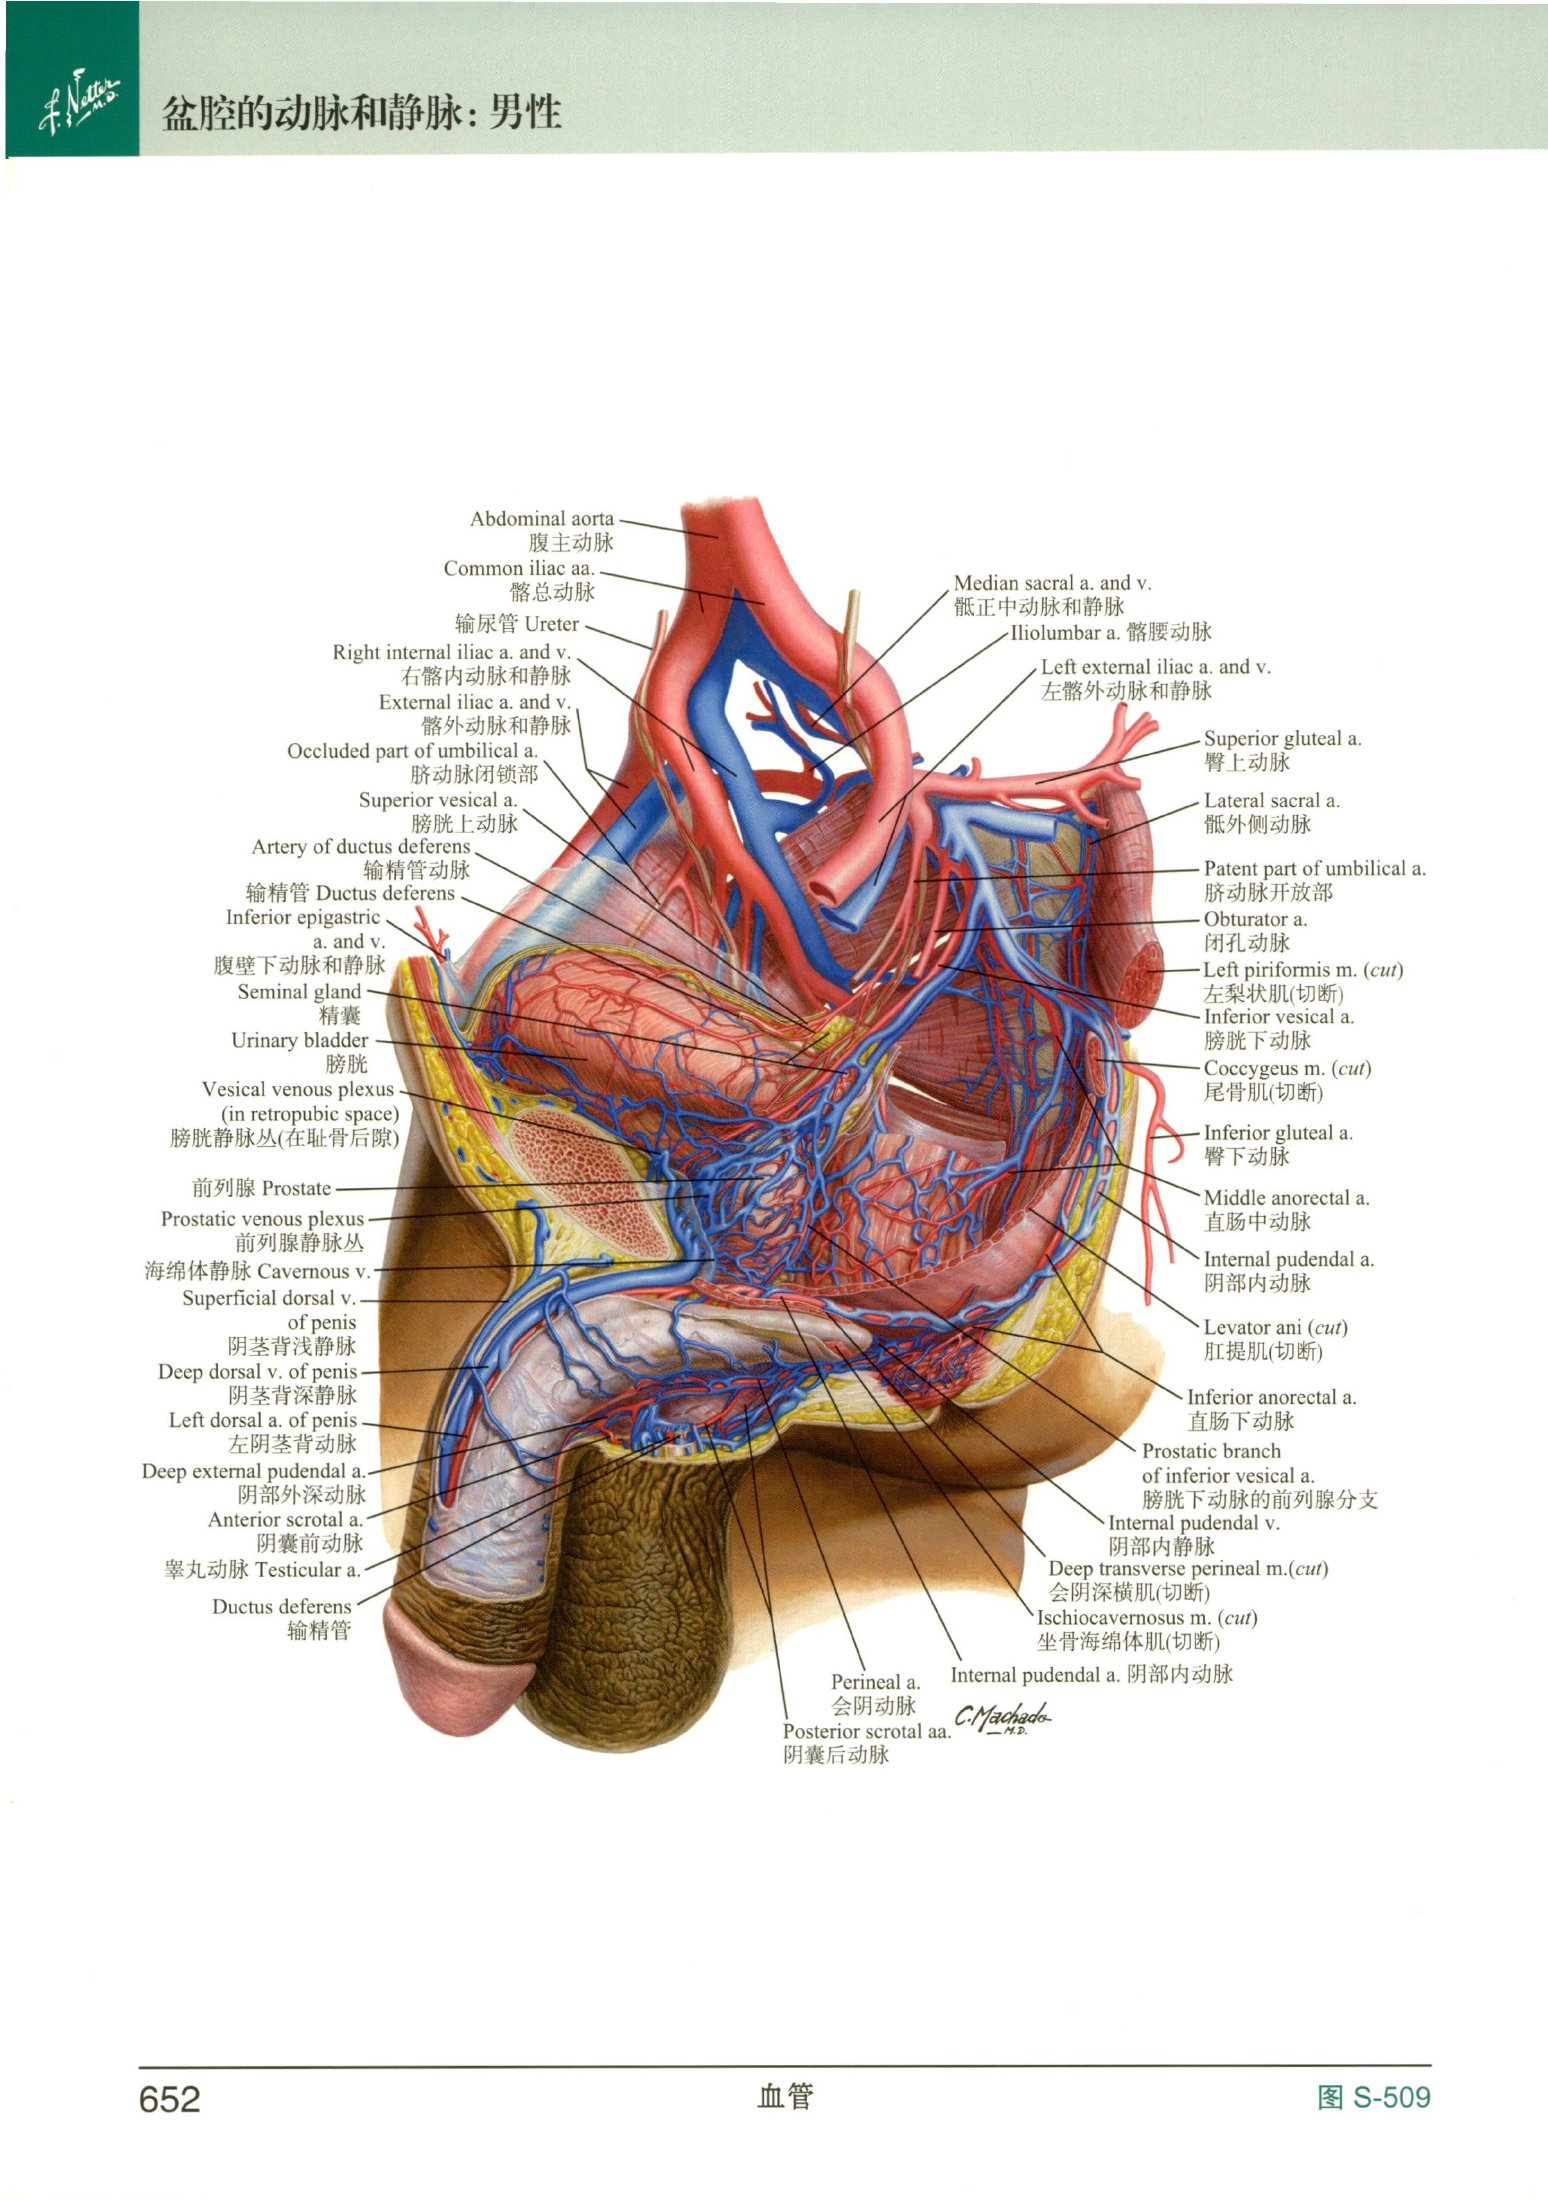 F. Netter M.D.
盆腔的动脉和静脉: 男性
Abdominal aorta
腹主动脉
Common iliac aa.
髂总动脉
输尿管 Ureter
Right internal iliac a. and v.
右髂内动脉和静脉
External iliac a. and v.
髂外动脉和静脉
Occluded part of umbilical a.
脐动脉闭锁部
Superior vesical a.
膀胱上动脉
Artery of ductus deferens
输精管动脉
输精管 Ductus deferens
Inferior epigastric
a. and v.
腹壁下动脉和静脉
Seminal gland
精囊
Urinary bladder
膀胱
Vesical venous plexus
(in retropubic space)
膀胱静脉丛(在耻骨后隙)
前列腺 Prostate
Prostatic venous plexus
前列腺静脉丛
海绵体静脉 Cavernous v.
Superficial dorsal v.
of penis
阴茎背浅静脉
Deep dorsal v. of penis
阴茎背深静脉
Left dorsal a. of penis
左阴茎背动脉
Deep external pudendal a.
阴部外深动脉
Anterior scrotal a.
阴囊前动脉
睾丸动脉 Testicular a.
Ductus deferens
输精管
Median sacral a. and v.
骶正中动脉和静脉
Iliolumbar a. 髂腰动脉
Left external iliac a. and v.
左髂外动脉和静脉
Superior gluteal a.
臀上动脉
Lateral sacral a.
骶外侧动脉
Patent part of umbilical a.
脐动脉开放部
Obturator a.
闭孔动脉
Left piriformis m. (cut)
左梨状肌(切断)
Inferior vesical a.
膀胱下动脉
Coccygeus m. (cut)
尾骨肌(切断)
Inferior gluteal a.
臀下动脉
Middle anorectal a.
直肠中动脉
Internal pudendal a.
阴部内动脉
Levator ani (cut)
肛提肌(切断)
Inferior anorectal a.
直肠下动脉
Prostatic branch
of inferior vesical a.
膀胱下动脉的前列腺分支
Internal pudendal v.
阴部内静脉
Deep transverse perineal m.(cut)
会阴深横肌(切断)
Ischiocavernosus m. (cut)
坐骨海绵体肌(切断)
Internal pudendal a. 阴部内动脉
Perineal a.
会阴动脉
Posterior scrotal aa.
阴囊后动脉
C.Machado
M.D.
652
血管
图 S-509